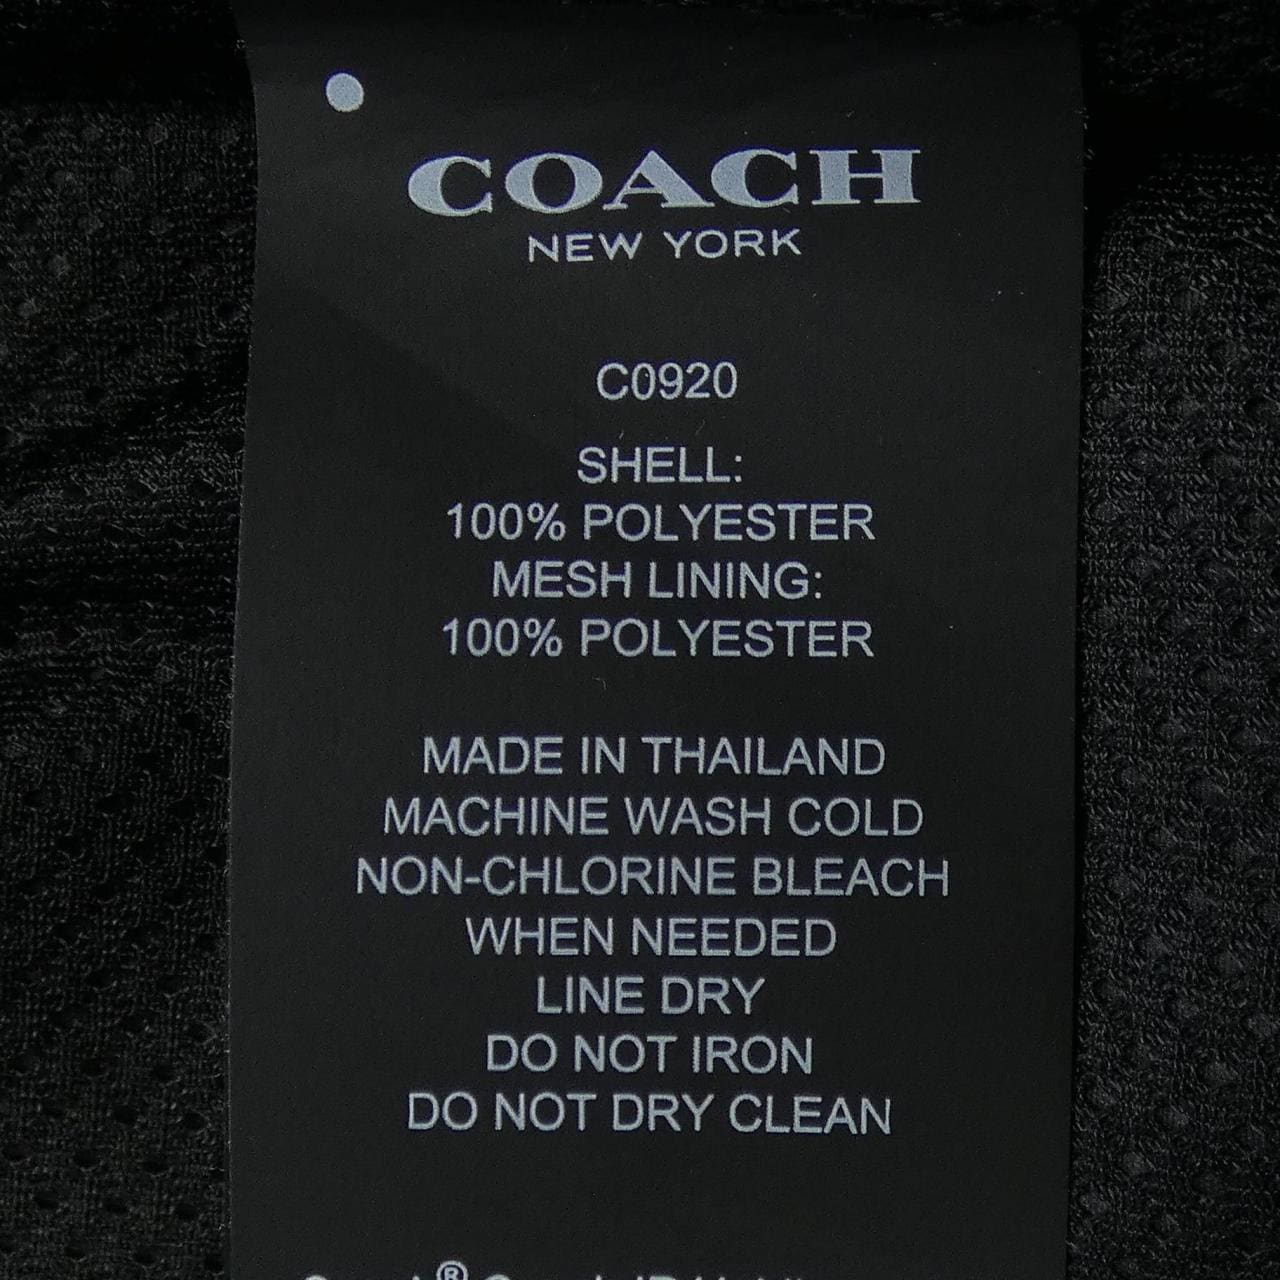 COACH
NEW YORK
C0920
SHELL:
100% POLYESTER
MESH LINING:
100% POLYESTER
MADE IN THAILAND
MACHINE WASH COLD
NON-CHLORINE BLEACH
WHEN NEEDED
LINE DRY
DO NOT IRON
DO NOT DRY CLEAN